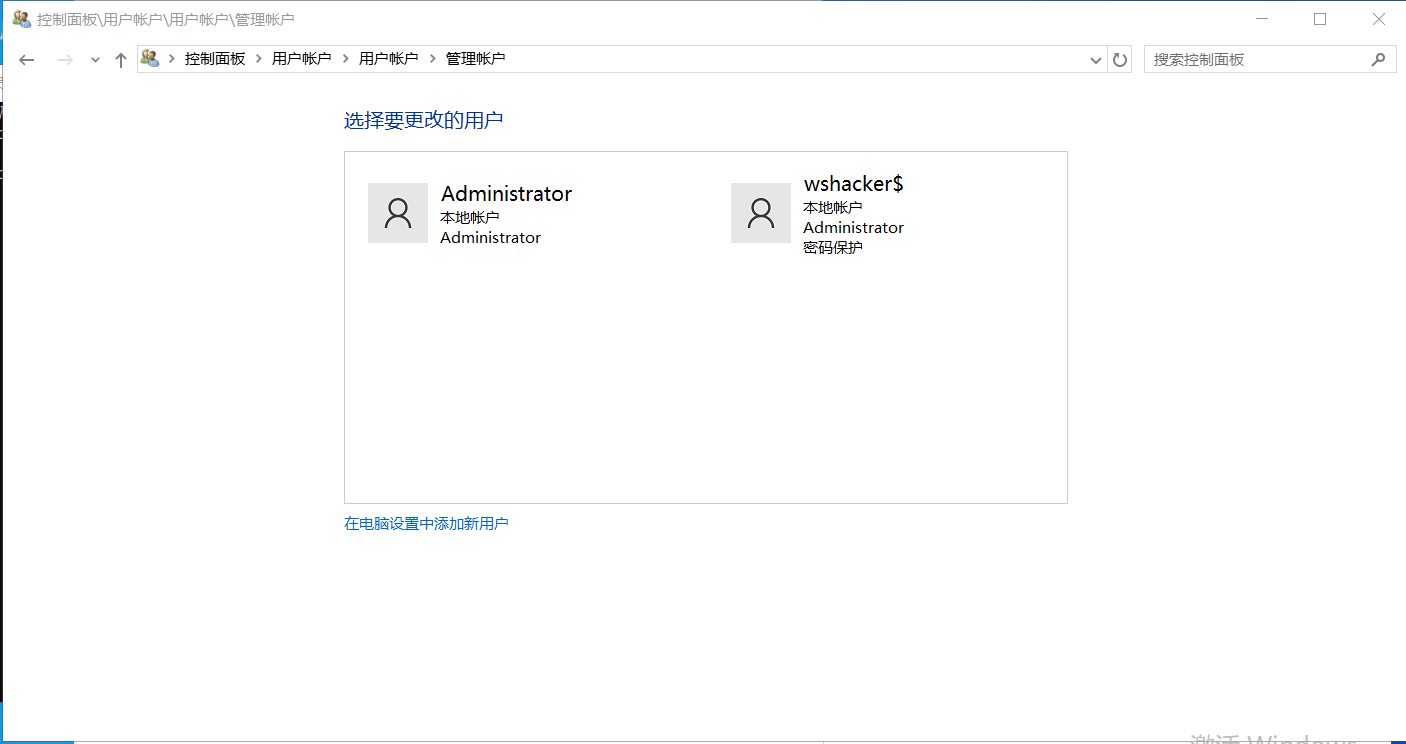 控制面板\用户帐户\用户帐户\管理帐户
控制面板 用户帐户 用户帐户 管理帐户
搜索控制面板
选择要更改的用户
Administrator
本地帐户
Administrator
wshacker$
本地帐户
Administrator
密码保护
在电脑设置中添加新用户
激活 Windows